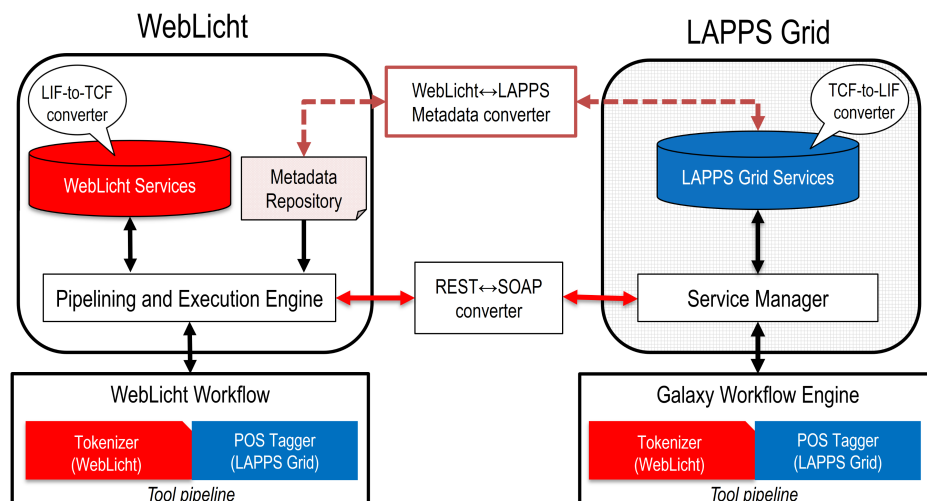 WebLicht
LAPPS Grid
LIF-to-TCF
converter
WebLicht Services
Metadata
Repository
WebLicht↔LAPPS
Metadata converter
TCF-to-LIF
converter
LAPPS Grid Services
Pipelining and Execution Engine
REST↔SOAP
converter
Service Manager
WebLicht Workflow
Tokenizer
(WebLicht)
POS Tagger
(LAPPS Grid)
Tool pipeline
Galaxy Workflow Engine
Tokenizer
(WebLicht)
POS Tagger
(LAPPS Grid)
Tool pipeline